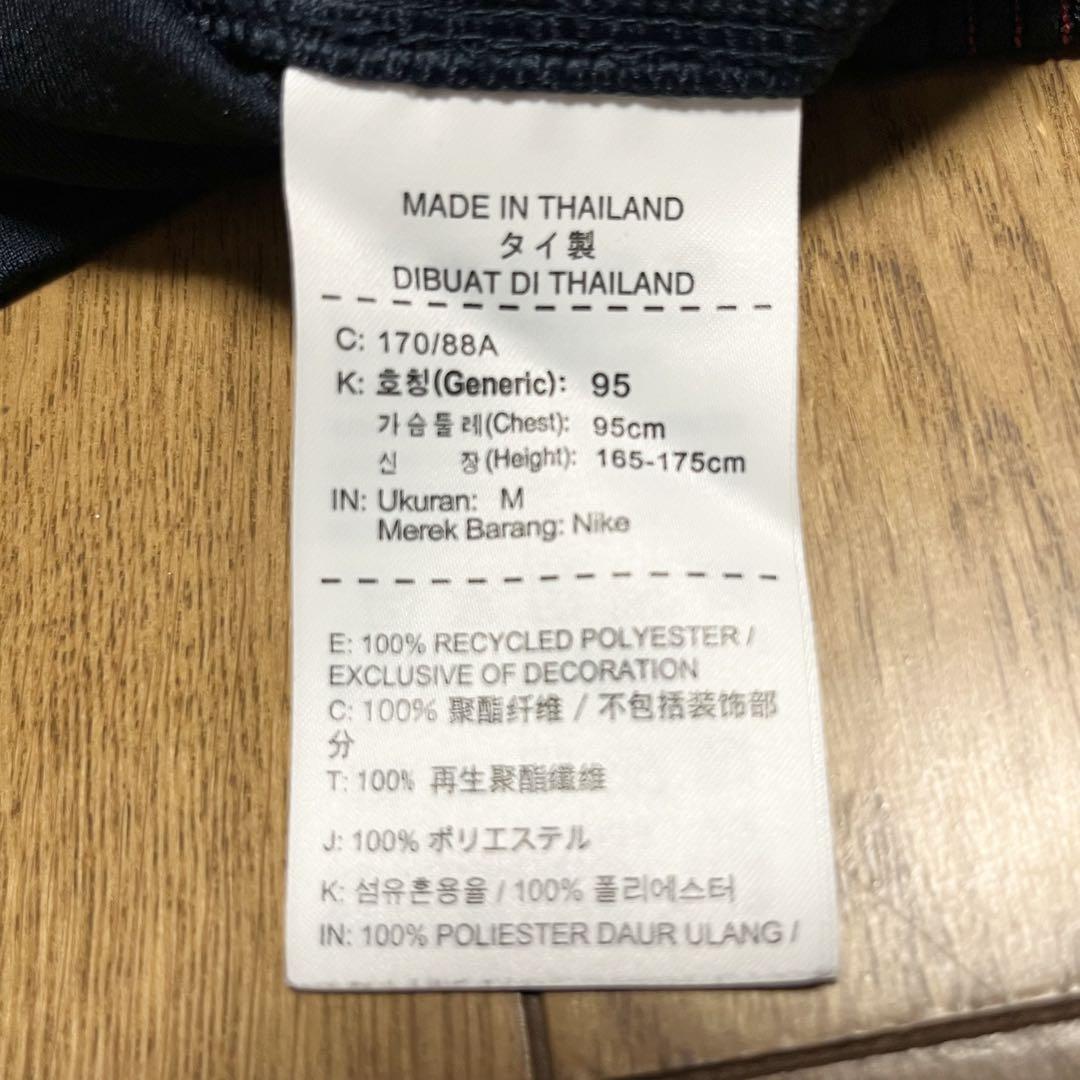 MADE IN THAILAND
タイ製
DIBUAT DI THAILAND
C: 170/88A
K: 호칭(Generic): 95
가슴둘레(Chest): 95cm
신 장(Height): 165-175cm
IN: Ukuran: M
Merek Barang: Nike
E: 100% RECYCLED POLYESTER /
EXCLUSIVE OF DECORATION
C: 100% 聚酯纤维 / 不包括装饰部
分
T: 100% 再生聚酯纖維
J: 100% ポリエステル
K: 섬유혼용율 / 100% 폴리에스터
IN: 100% POLIESTER DAUR ULANG /